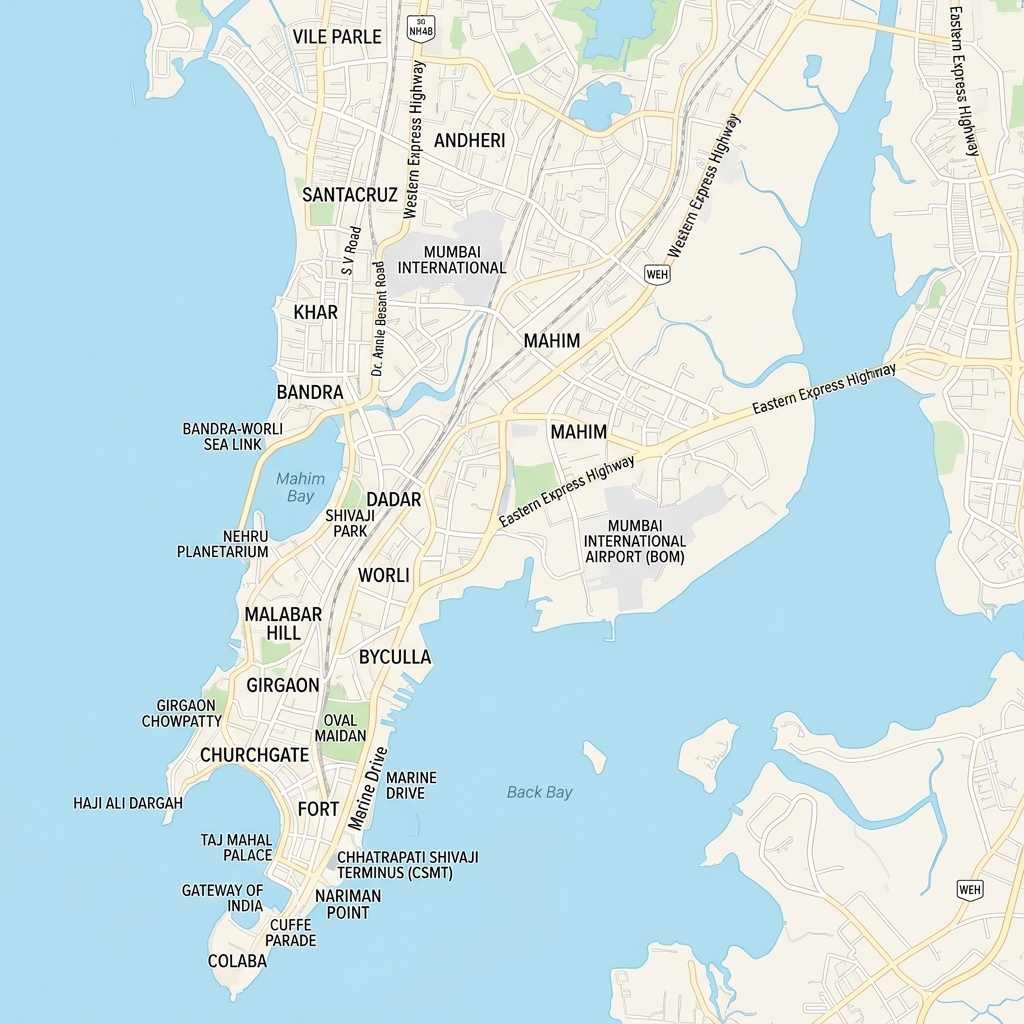 VILE PARLE
SQ
NH4B
Western Express Highway
Eastern Express Highway
ANDHERI
Western Express Highway
SANTACRUZ
S V Road
MUMBAI
INTERNATIONAL
WEH
Dr. Annie Besant Road
KHAR
MAHIM
BANDRA
Eastern Express Highway
BANDRA-WORLI
SEA LINK
MAHIM
Mahim
Bay
DADAR
Eastern Express Highway
SHIVAJI
PARK
NEHRU
PLANETARIUM
MUMBAI
INTERNATIONAL
AIRPORT (BOM)
WORLI
MALABAR
HILL
BYCULLA
GIRGAON
GIRGAON
CHOWPATTY
OVAL
MAIDAN
CHURCHGATE
Marine Drive
MARINE
DRIVE
Back Bay
HAJI ALI DARGAH
FORT
TAJ MAHAL
PALACE
CHHATRAPATI SHIVAJI
TERMINUS (CSMT)
GATEWAY OF
INDIA
NARIMAN
POINT
WEH
CUFFE
PARADE
COLABA